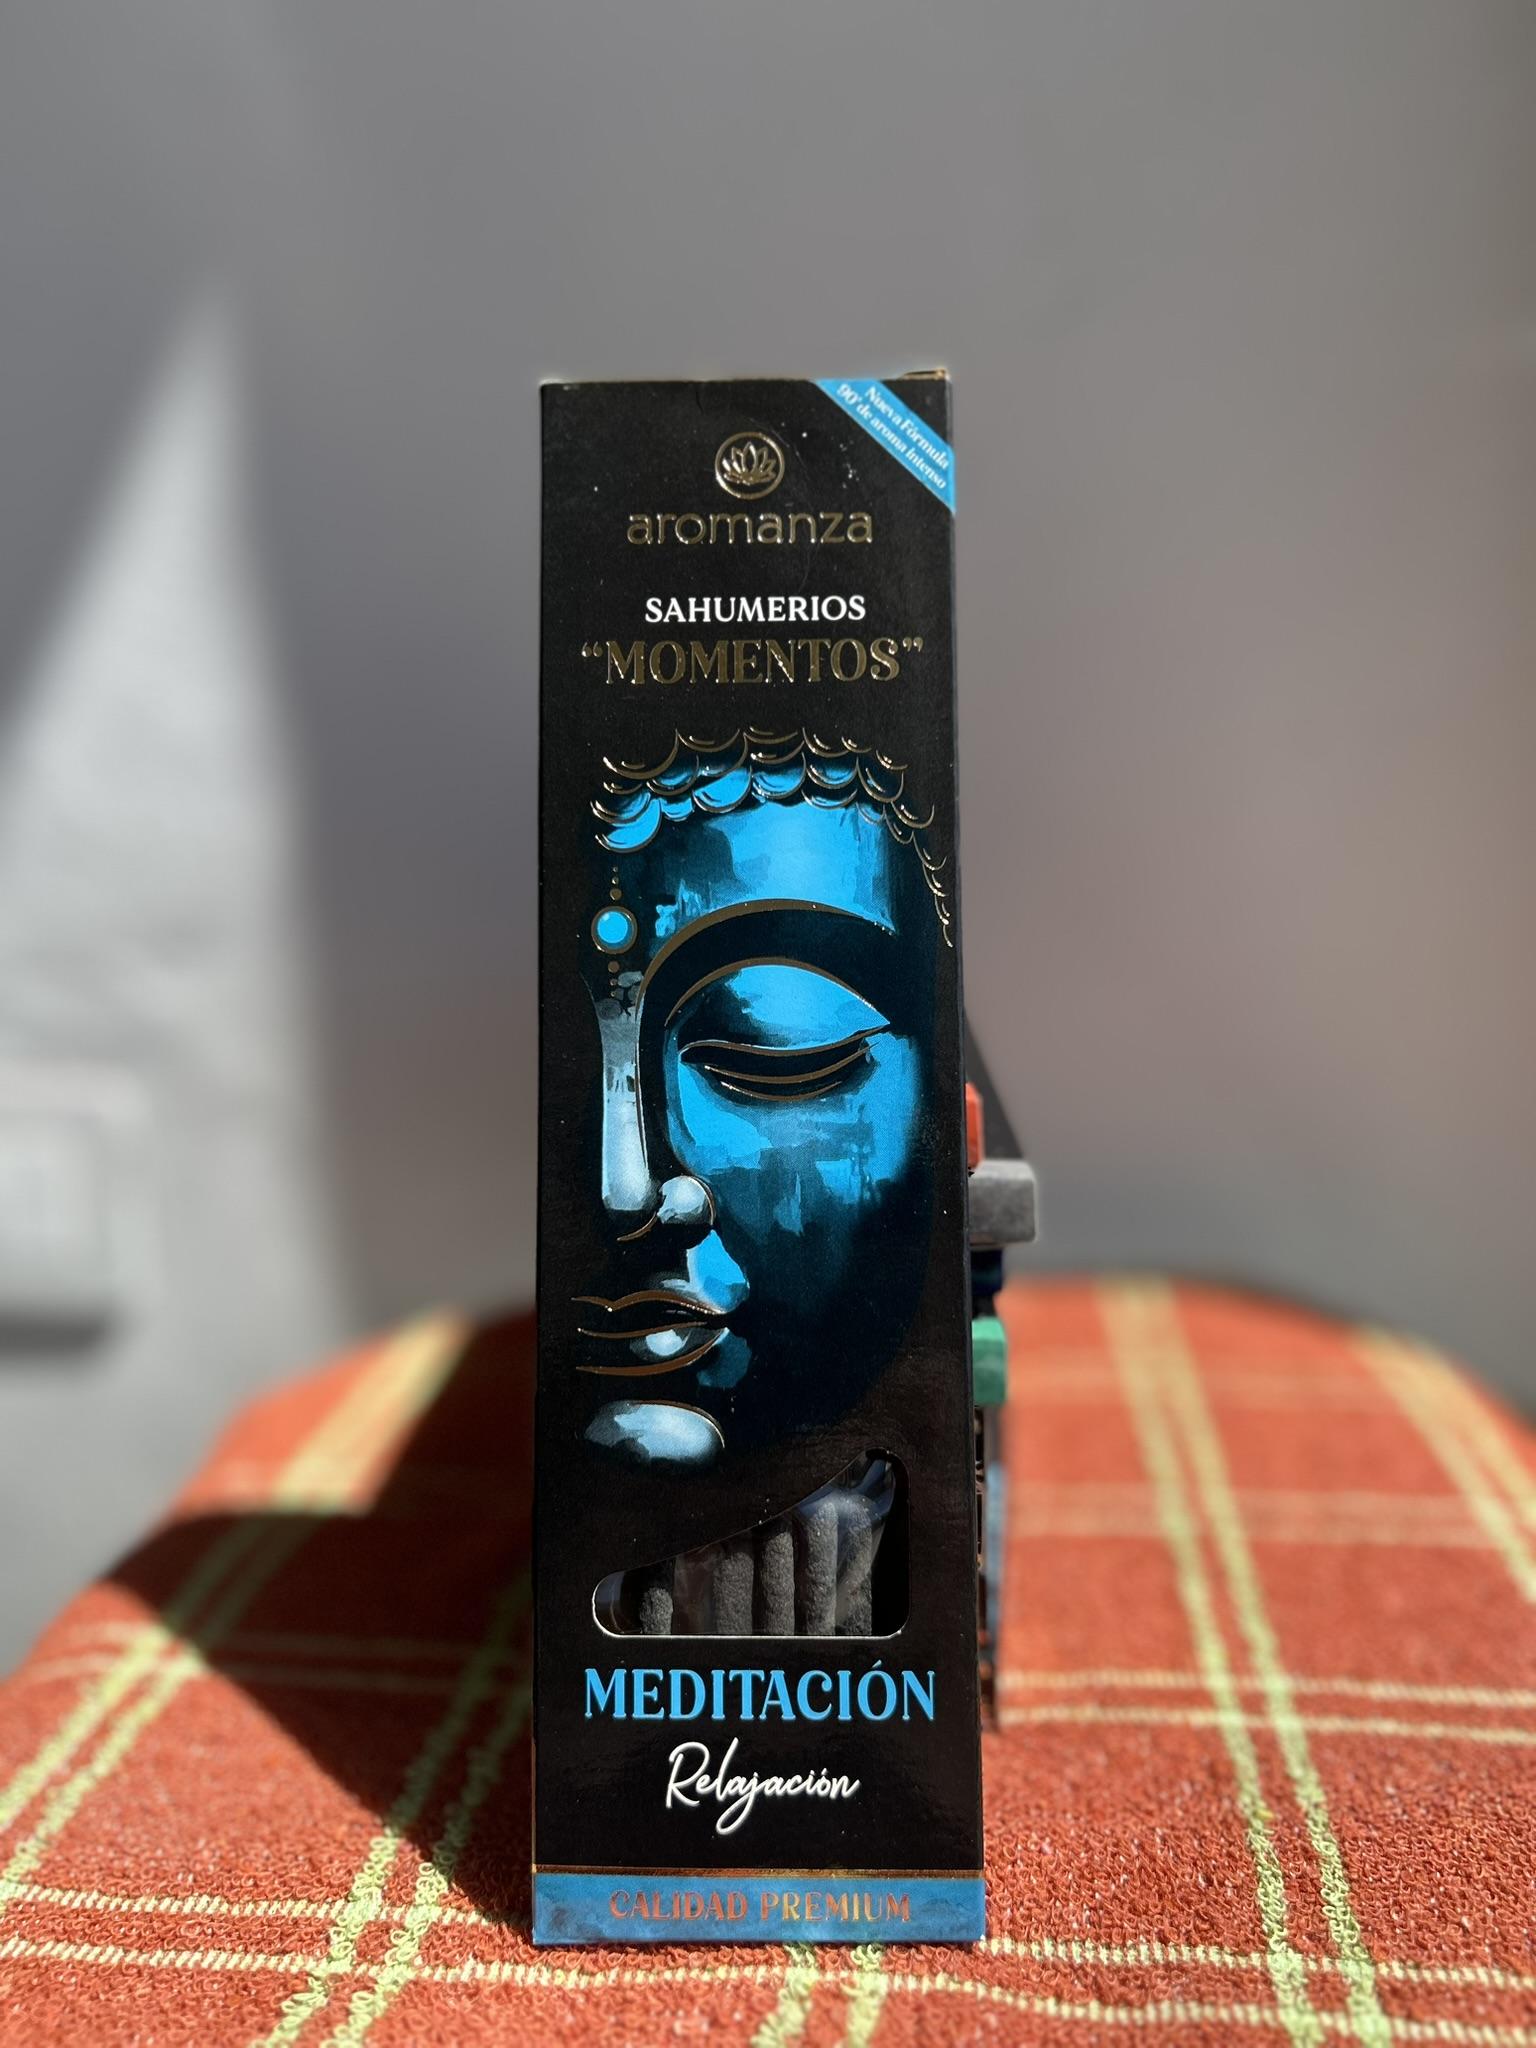 Nueva Fórmula
90' de aroma intenso
aromanza
SAHUMERIOS
“MOMENTOS”
MEDITACIÓN
Relajación
CALIDAD PREMIUM